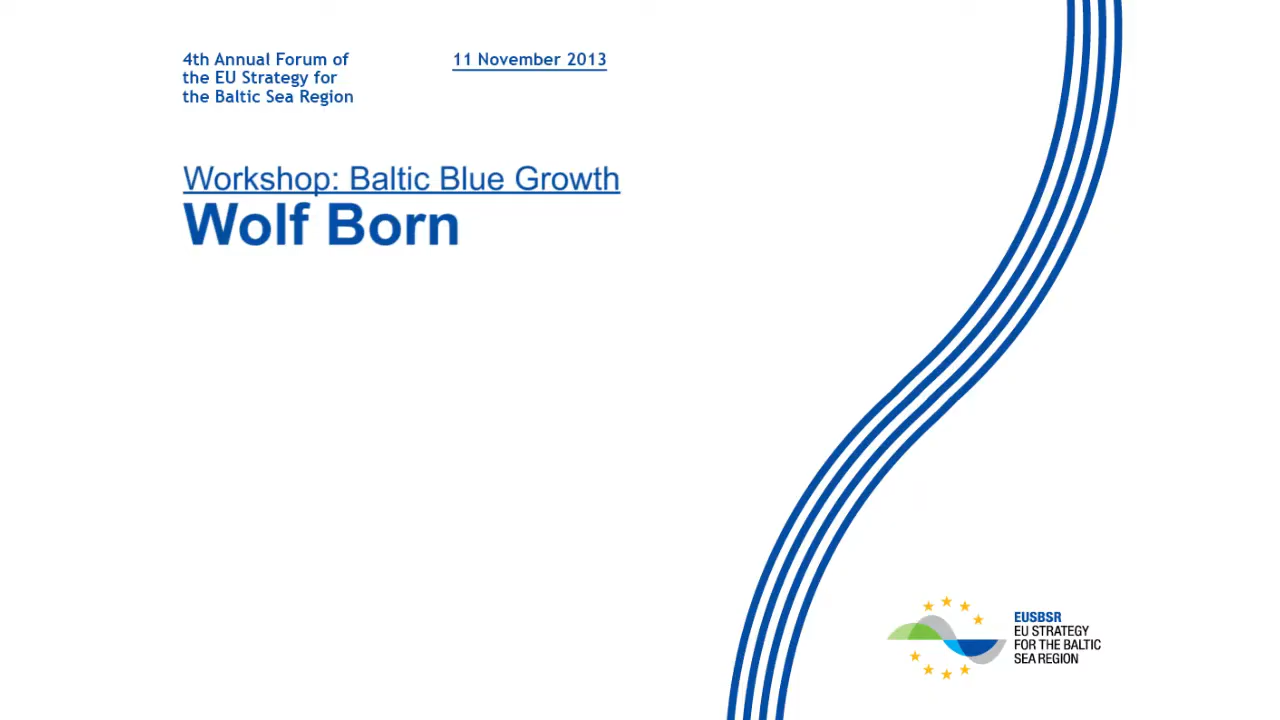 4th Annual Forum of
the EU Strategy for
the Baltic Sea Region
11 November 2013
Workshop: Baltic Blue Growth
Wolf Born
EUSBSR
EU STRATEGY
FOR THE BALTIC
SEA REGION